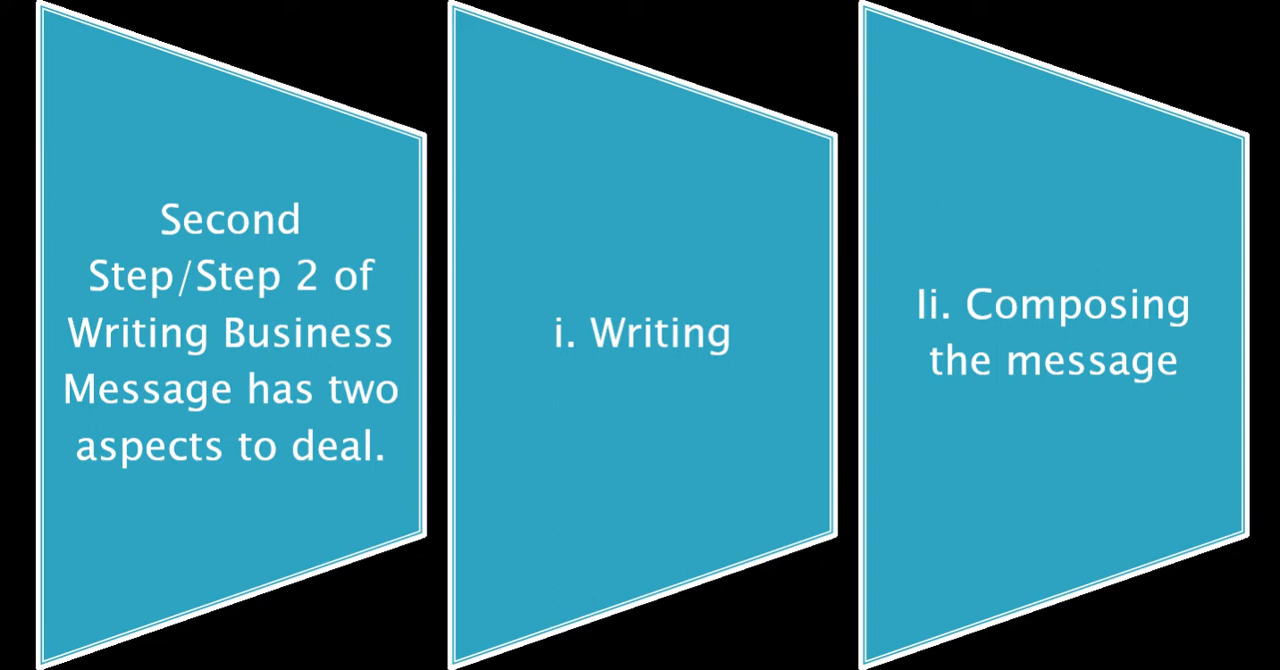 Second
Step/Step 2 of
Writing Business
Message has two
aspects to deal.
i. Writing
Ii. Composing
the message